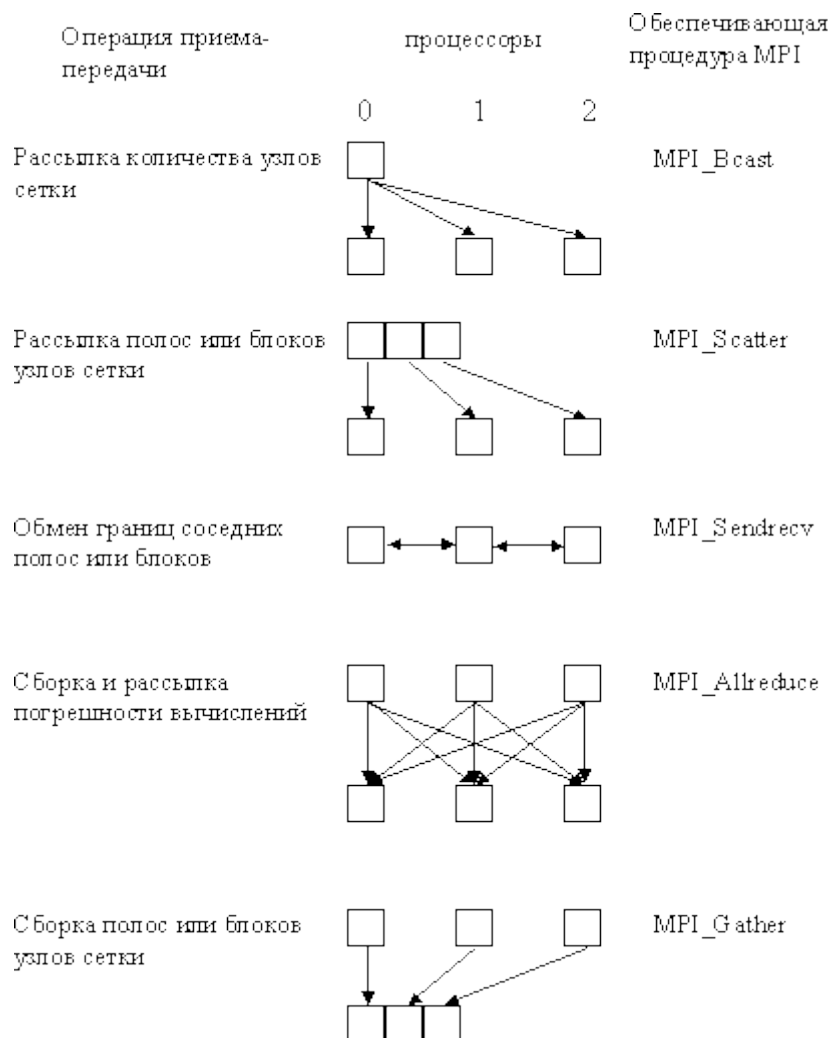 Операция приема-
передачи
процессоры
Обеспечивающая
процедура MPI
0 1 2
Рассылка количества узлов
сетки
MPI_Bcast
Рассылка полос или блоков
узлов сетки
MPI_Scatter
Обмен границ соседних
полос или блоков
MPI_Sendrecv
Сборка и рассылка
погрешности вычислений
MPI_Allreduce
Сборка полос или блоков
узлов сетки
MPI_Gather